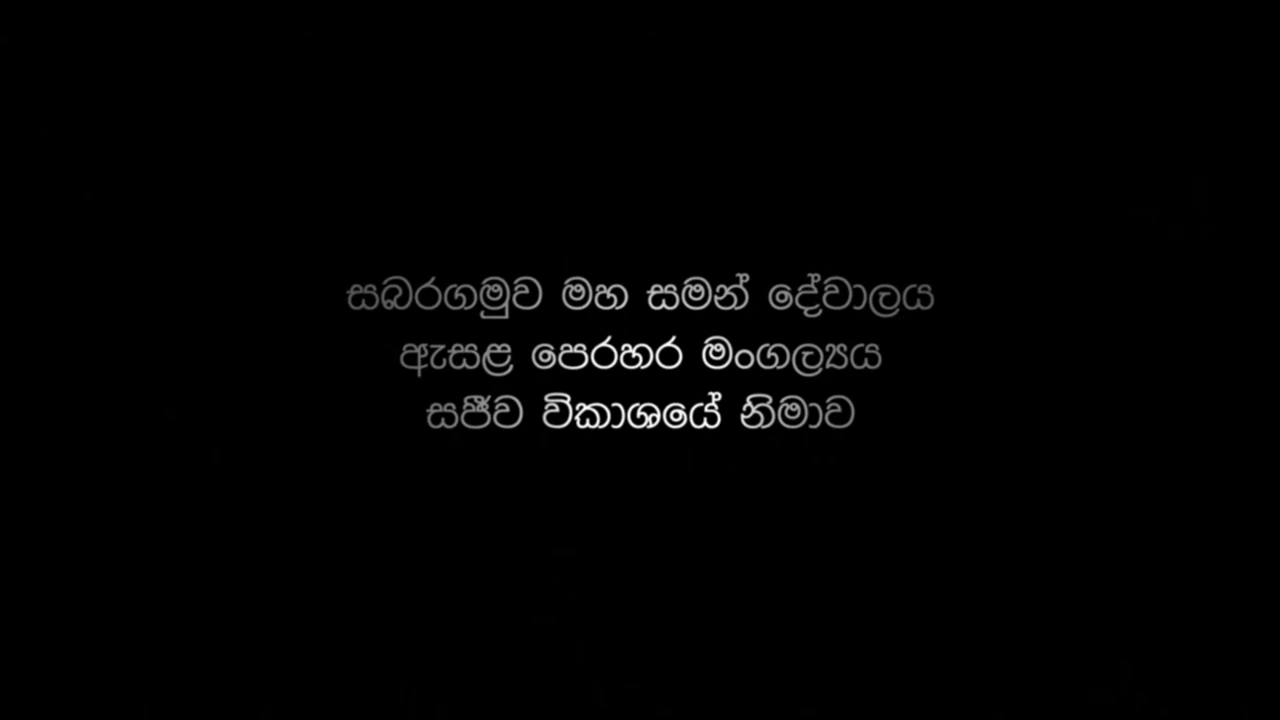 සබරගමුව මහ සමන් දේවාලය
ඇසළ පෙරහර මංගල්‍යය
සජීව විකාශයේ නිමාව